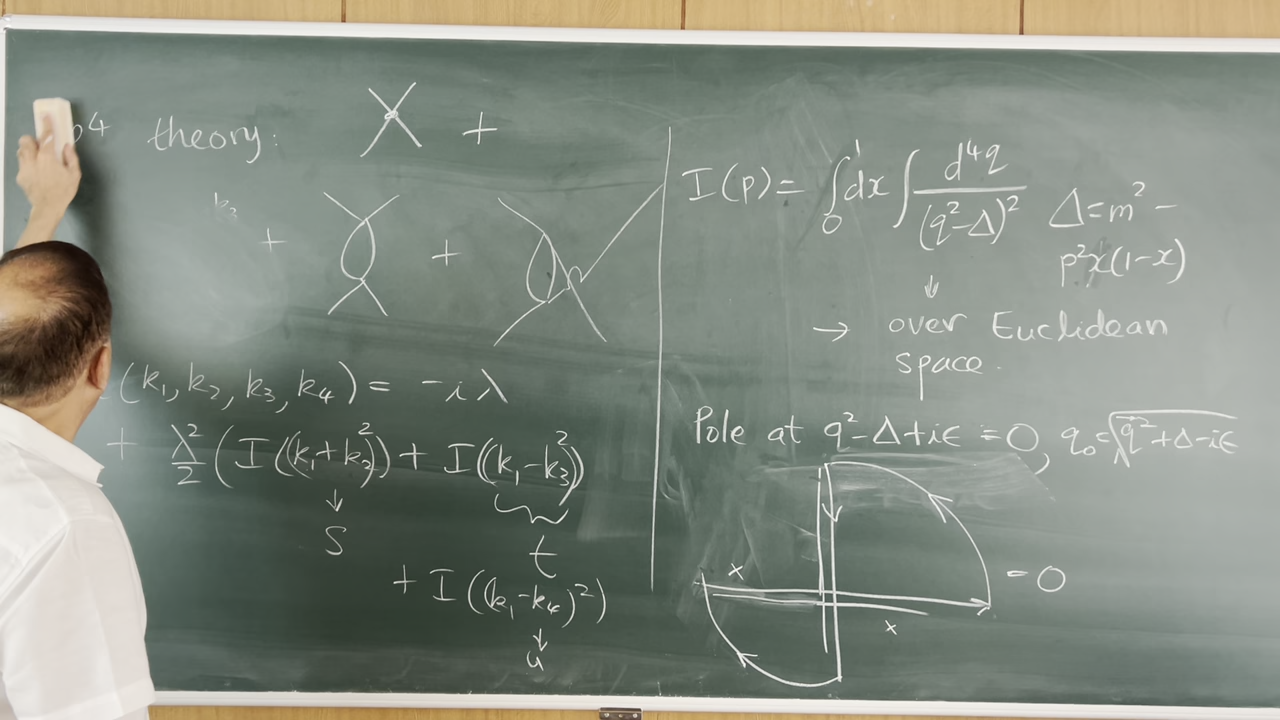 φ⁴ theory: +
k₃
+ +
(k₁, k₂, k₃, k₄) = -iλ
+ λ²/2 (I((k₁+k₂)²) + I((k₁-k₃)²)
↓
S
t
+ I((k₁-k₄)²)
↓
u
I(p) = ∫₀¹ dx ∫ d⁴q/(q²-Δ)² Δ=m² -
p²x(1-x)
↓
→ over Euclidean
space.
Pole at q²-Δ+iε = 0, q₀=√q²+Δ-iε
x
= 0
x